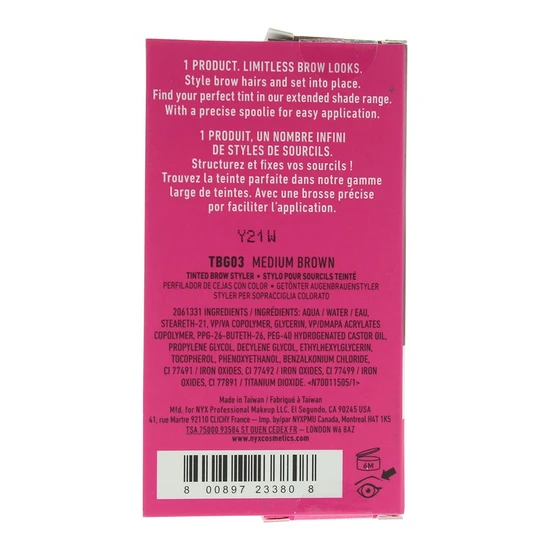 1 PRODUCT. LIMITLESS BROW LOOKS.
Style brow hairs and set into place.
Find your perfect tint in our extended shade range.
With a precise spoolie for easy application.
1 PRODUIT, UN NOMBRE INFINI
DE STYLES DE SOURCILS.
Structurez et fixes vos sourcils !
Trouvez la teinte parfaite dans notre gamme
large de teintes. Avec une brosse précise
por faciliter l'application.
Y21W
TBG03 MEDIUM BROWN
TINTED BROW STYLER • STYLO POUR SOURCILS TEINTÉ
PERFILADOR DE CEJAS CON COLOR • GETÖNTER AUGENBRAUENSTYLER
STYLER PER SOPRACCIGLIA COLORATO
2061331 INGREDIENTS / INGRÉDIENTS: AQUA / WATER / EAU,
STEARETH-21, VP/VA COPOLYMER, GLYCERIN, VP/DMAPA ACRYLATES
COPOLYMER, PPG-26-BUTETH-26, PEG-40 HYDROGENATED CASTOR OIL,
PROPYLENE GLYCOL, DECYLENE GLYCOL, ETHYLHEXYLGLYCERIN,
TOCOPHEROL, PHENOXYETHANOL, BENZALKONIUM CHLORIDE,
CI 77491 / IRON OXIDES, CI 77492 / IRON OXIDES, CI 77499 / IRON
OXIDES, CI 77891 / TITANIUM DIOXIDE. <N70011505/1>
Made in Taiwan / Fabriqué à Taiwan
Mfd. for NYX Professional Makeup LLC, El Segundo, CA 90245 USA
41, rue Martre 92110 CLICHY France – Imp. by/par NYXPMU Canada, Montreal H4T 1K5
TSA 75000 93584 ST OUEN CEDEX FR – LONDON W6 8AZ
www.nyxcosmetics.com
6M
8 00897 23380 8